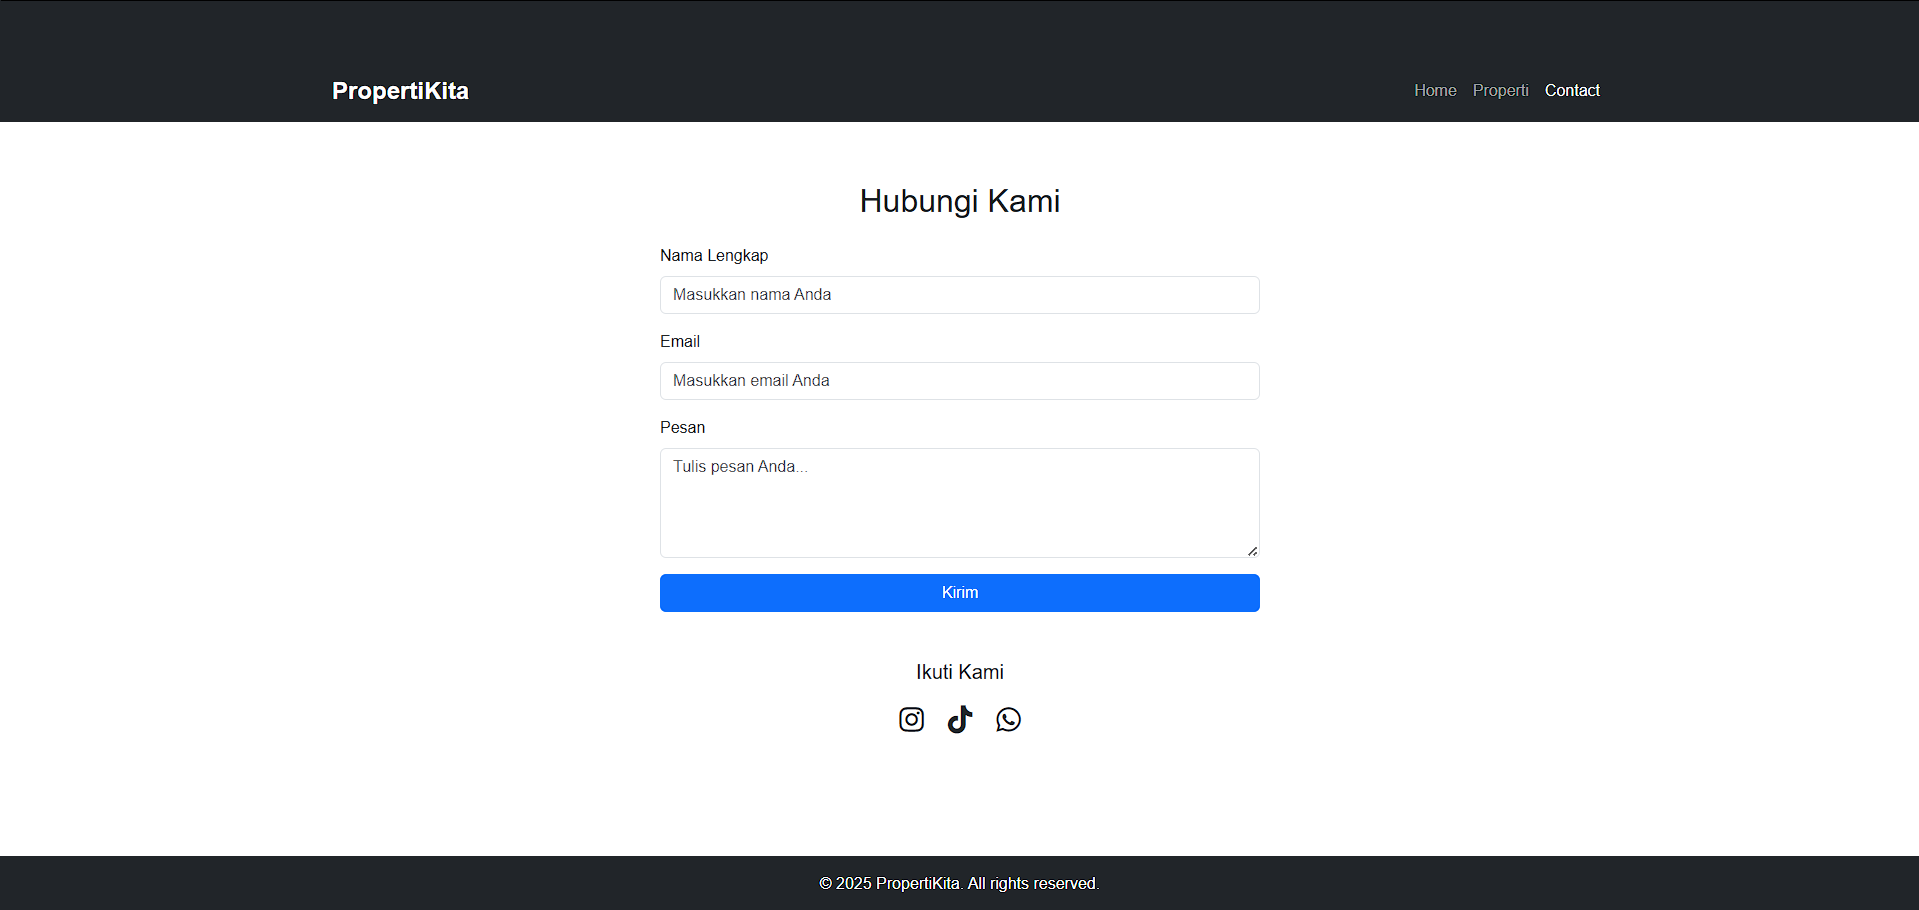 PropertiKita
Home Properti Contact
Hubungi Kami
Nama Lengkap
Masukkan nama Anda
Email
Masukkan email Anda
Pesan
Tulis pesan Anda...
Kirim
Ikuti Kami
© 2025 PropertiKita. All rights reserved.